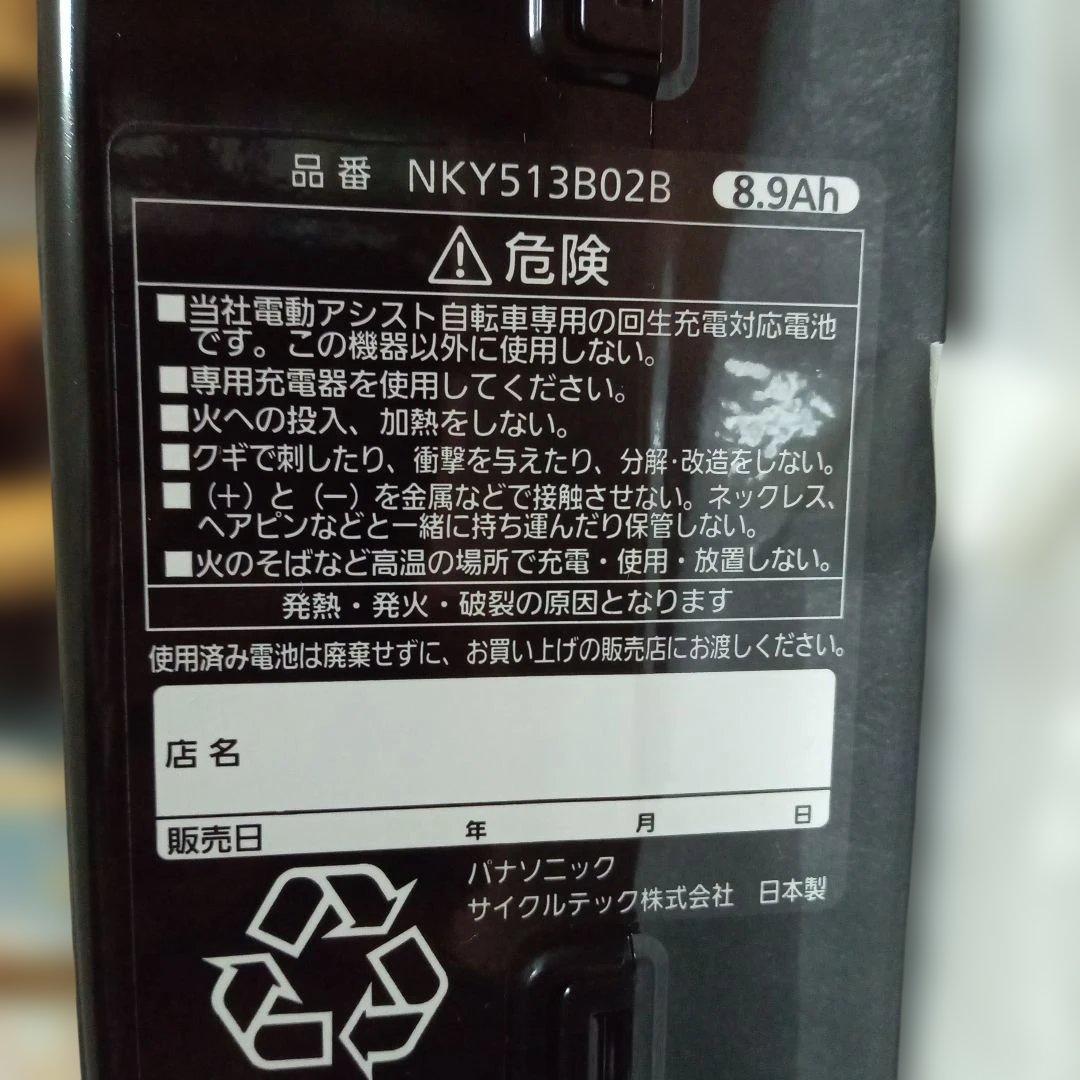 品番 NKY513B02B 8.9Ah
⚠危険
■当社電動アシスト自転車専用の回生充電対応電池
です。この機器以外に使用しない。
■専用充電器を使用してください。
■火への投入、加熱をしない。
■クギで刺したり、衝撃を与えたり、分解・改造をしない。
■（＋）と（－）を金属などで接触させない。ネックレス、
ヘアピンなどと一緒に持ち運んだり保管しない。
■火のそばなど高温の場所で充電・使用・放置しない。
発熱・発火・破裂の原因となります
使用済み電池は廃棄せずに、お買い上げの販売店にお渡しください。
店名
販売日 年 月 日
パナソニック
サイクルテック株式会社 日本製